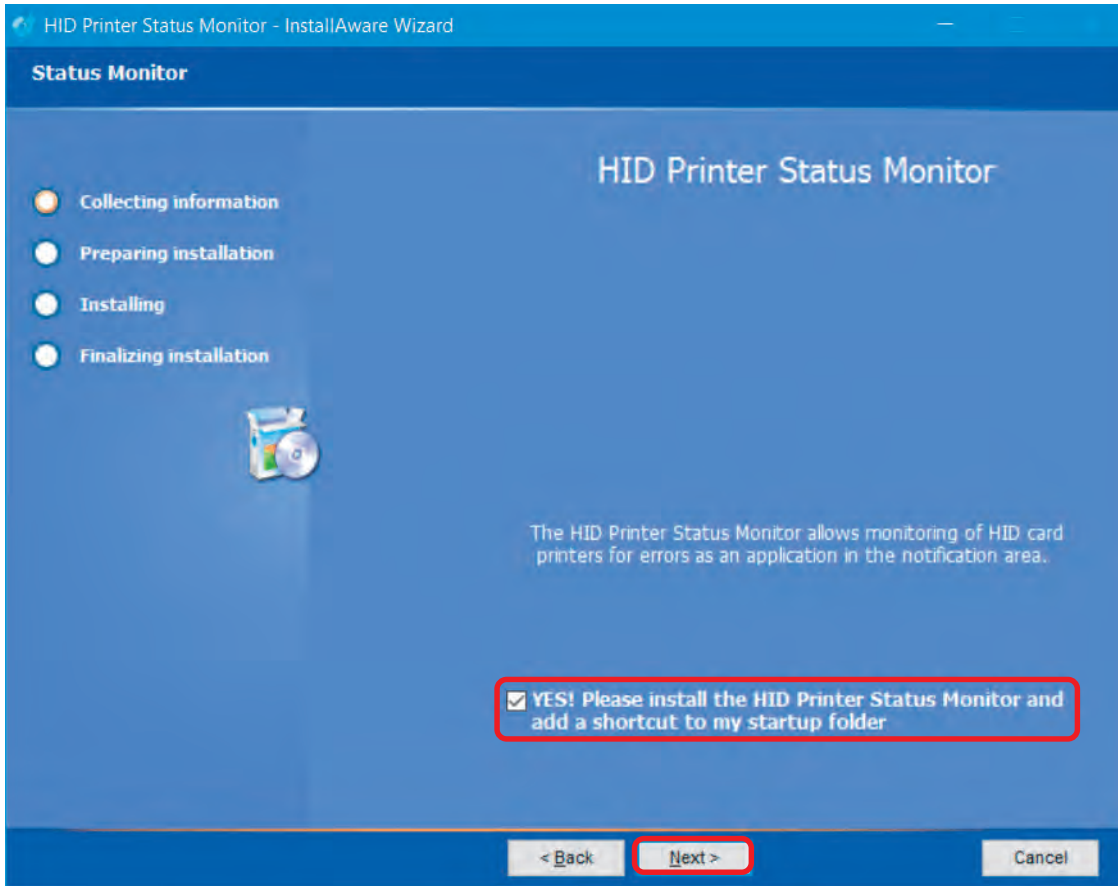 HID Printer Status Monitor - InstallAware Wizard
Status Monitor
Collecting information
Preparing installation
Installing
Finalizing installation
HID Printer Status Monitor
The HID Printer Status Monitor allows monitoring of HID card
printers for errors as an application in the notification area.
YES! Please install the HID Printer Status Monitor and
add a shortcut to my startup folder
< Back
Next >
Cancel